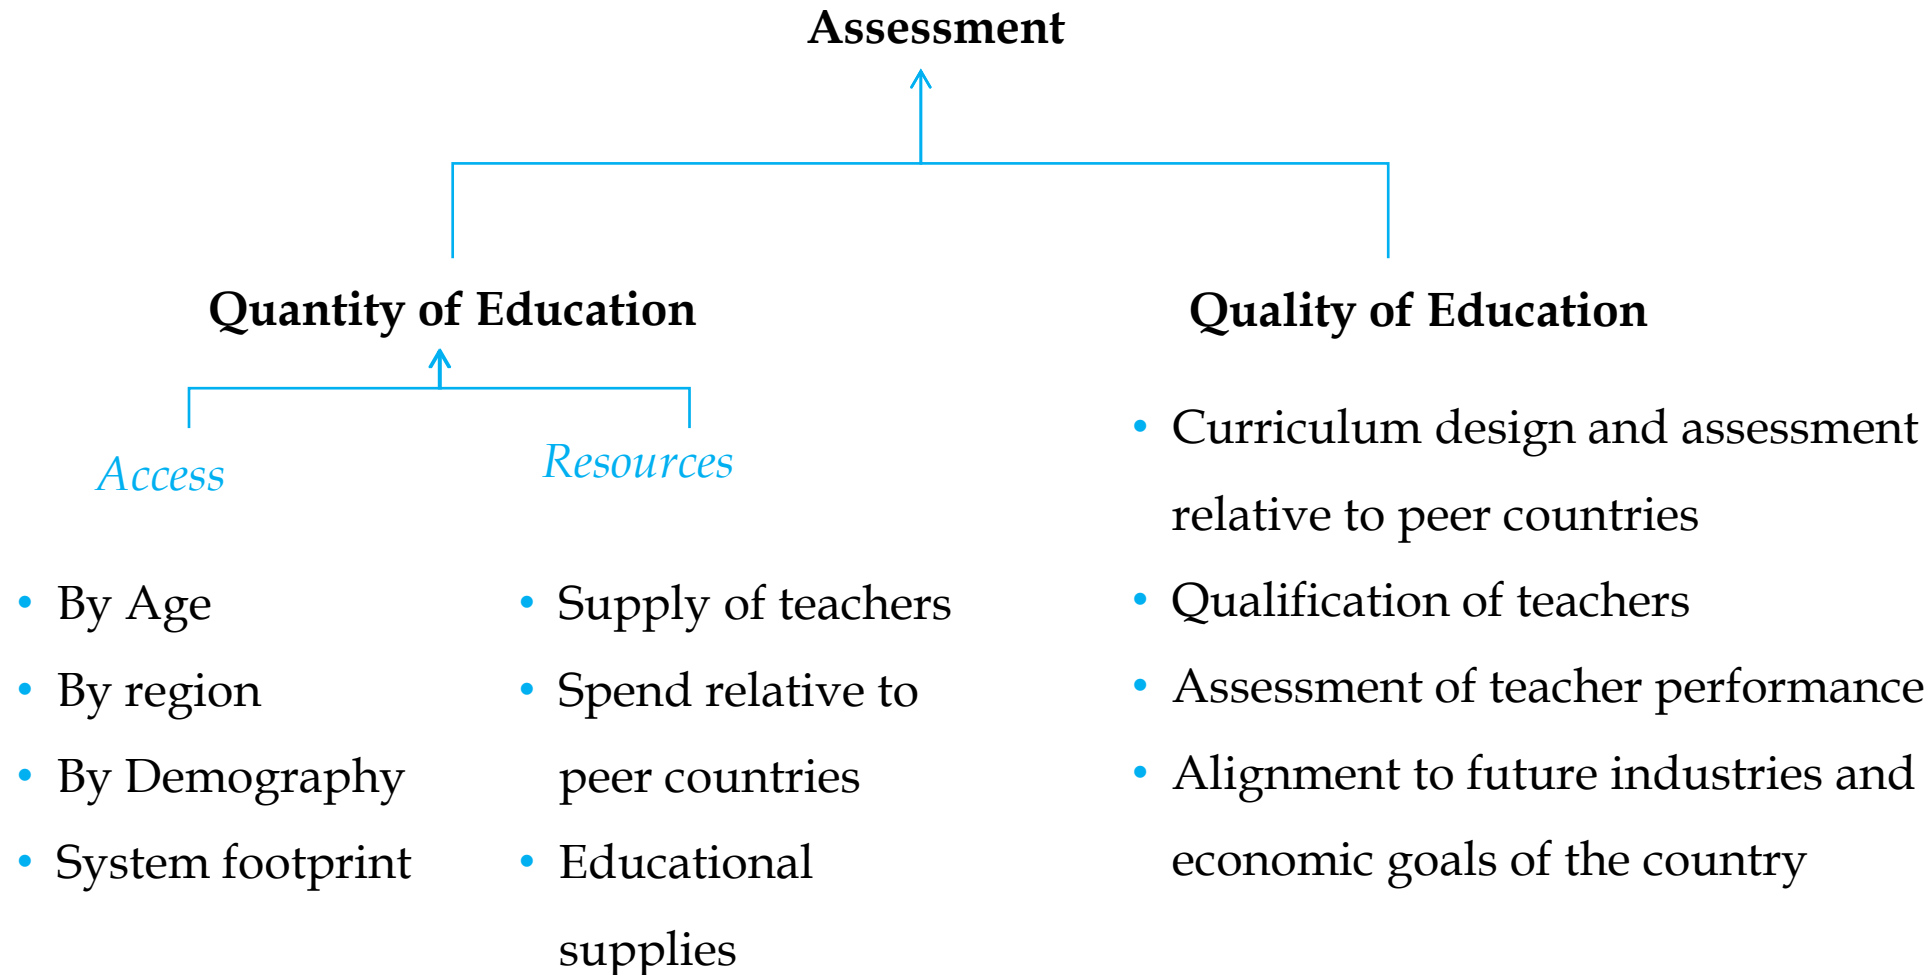 Assessment
Quantity of Education
Access
• By Age
• By region
• By Demography
• System footprint
Resources
• Supply of teachers
• Spend relative to
peer countries
• Educational
supplies
Quality of Education
• Curriculum design and assessment
relative to peer countries
• Qualification of teachers
• Assessment of teacher performance
• Alignment to future industries and
economic goals of the country